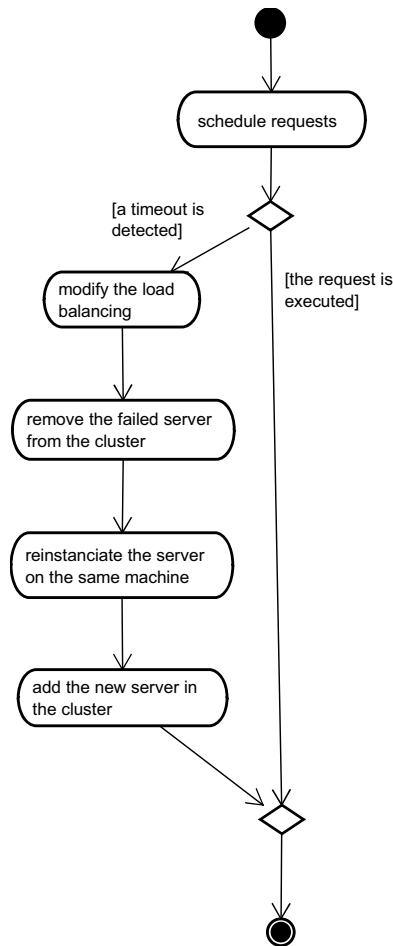 schedule requests
[a timeout is
detected]
[the request is
executed]
modify the load
balancing
remove the failed server
from the cluster
reinstanciate the server
on the same machine
add the new server in
the cluster